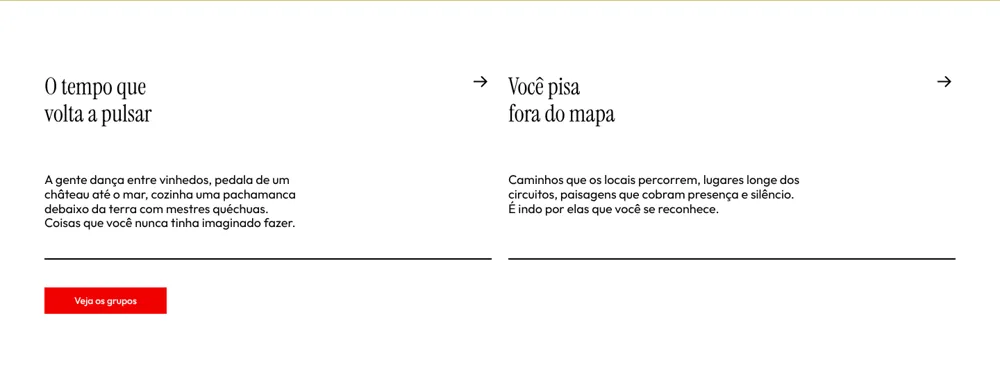 O tempo que
volta a pulsar
A gente dança entre vinhedos, pedala de um
château até o mar, cozinha uma pachamanca
debaixo da terra com mestres quéchuas.
Coisas que você nunca tinha imaginado fazer.
Você pisa
fora do mapa
Caminhos que os locais percorrem, lugares longe dos
circuitos, paisagens que cobram presença e silêncio.
É indo por elas que você se reconhece.
Veja os grupos